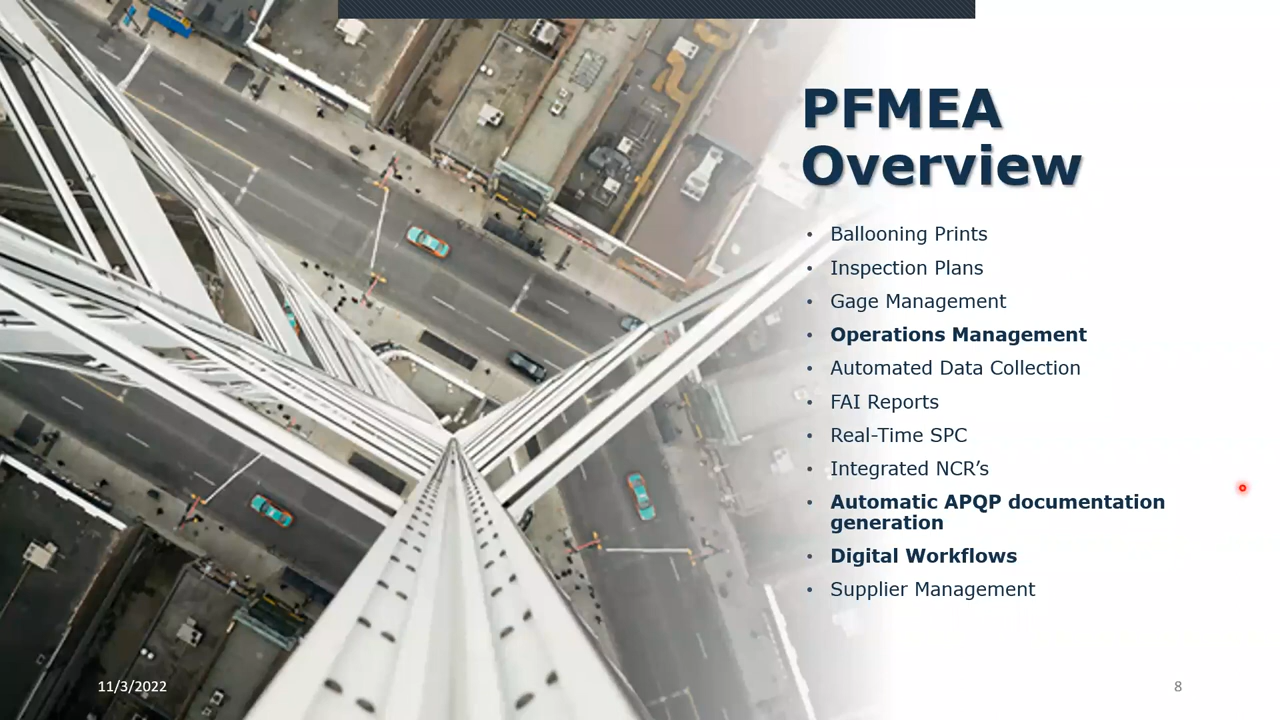 PFMEA
Overview
• Ballooning Prints
• Inspection Plans
• Gage Management
• Operations Management
• Automated Data Collection
• FAI Reports
• Real-Time SPC
• Integrated NCR’s
• Automatic APQP documentation
generation
• Digital Workflows
• Supplier Management
11/3/2022
8